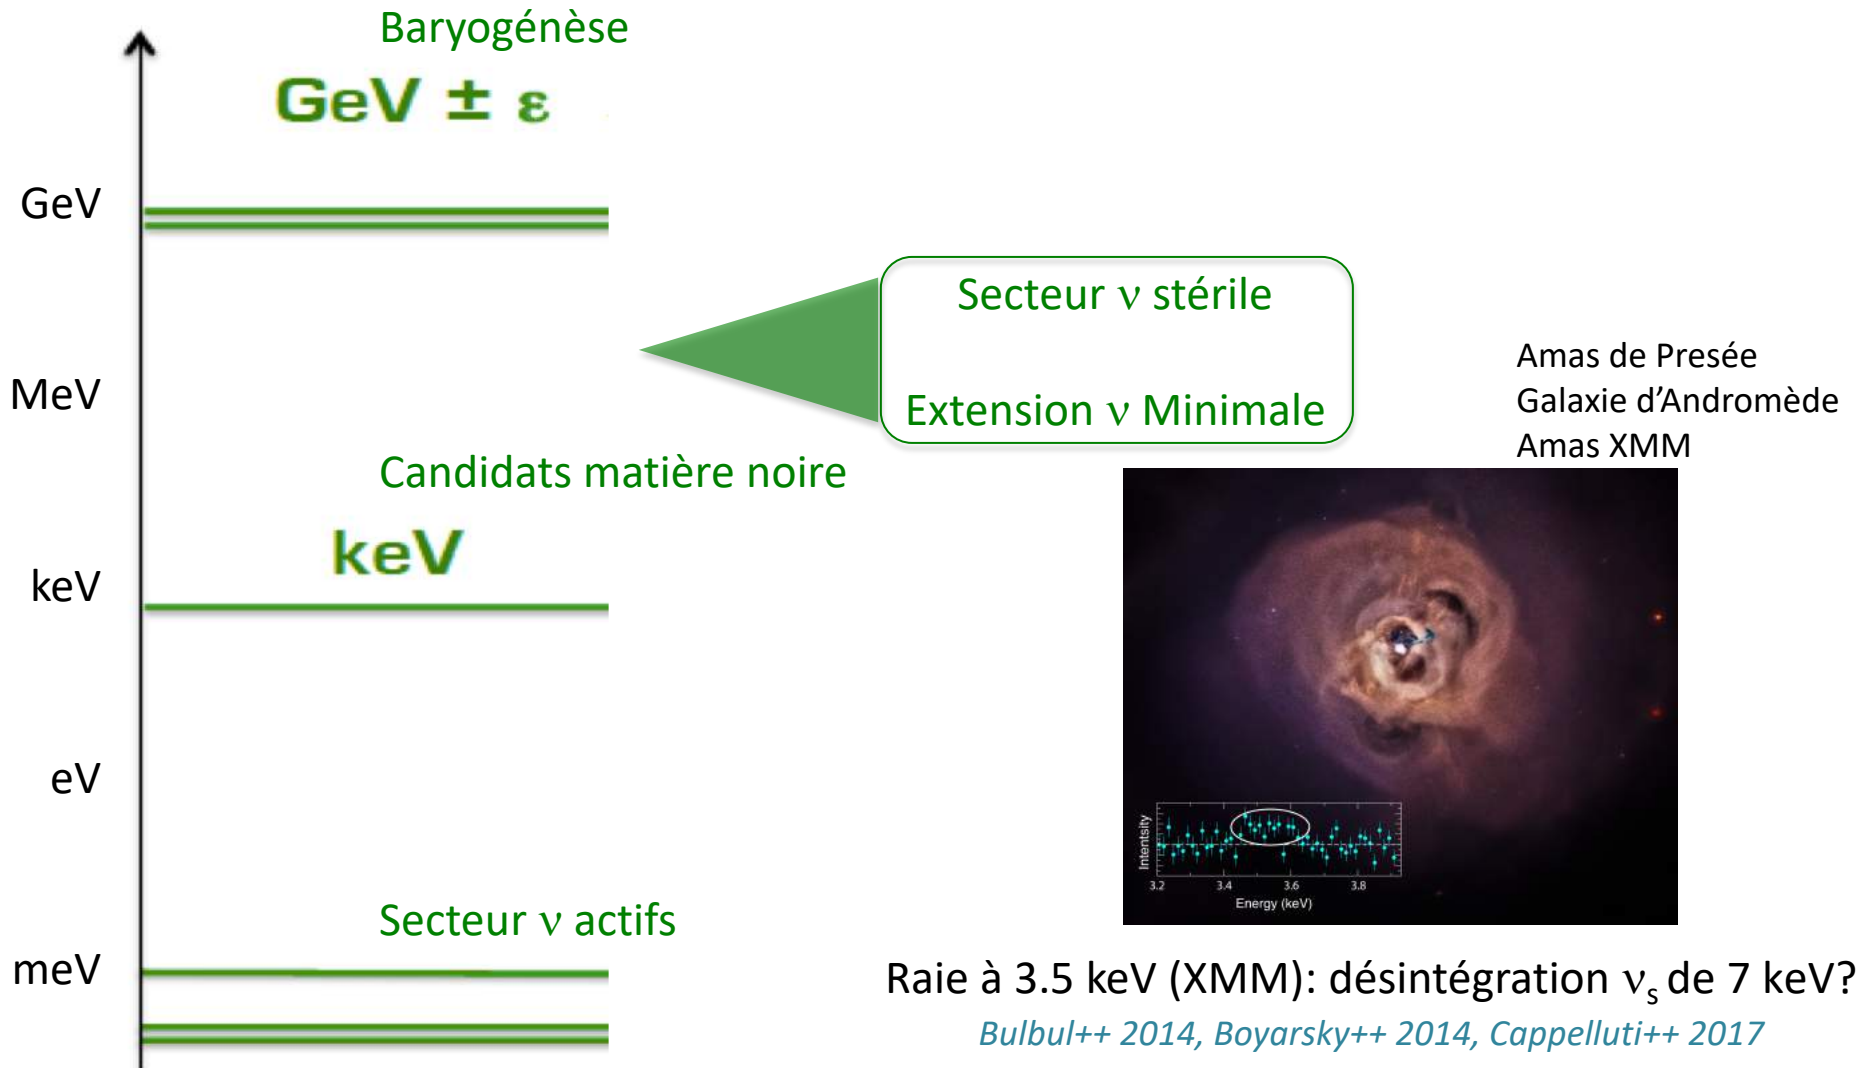 Baryogénèse
GeV ± ε
GeV
Secteur ν stérile
Extension ν Minimale
MeV
Amas de Presée
Galaxie d'Andromède
Amas XMM
Candidats matière noire
keV
keV
eV
Intentsity
3.2 3.4 3.6 3.8
Energy (keV)
Secteur ν actifs
meV
Raie à 3.5 keV (XMM): désintégration νs de 7 keV?
Bulbul++ 2014, Boyarsky++ 2014, Cappelluti++ 2017